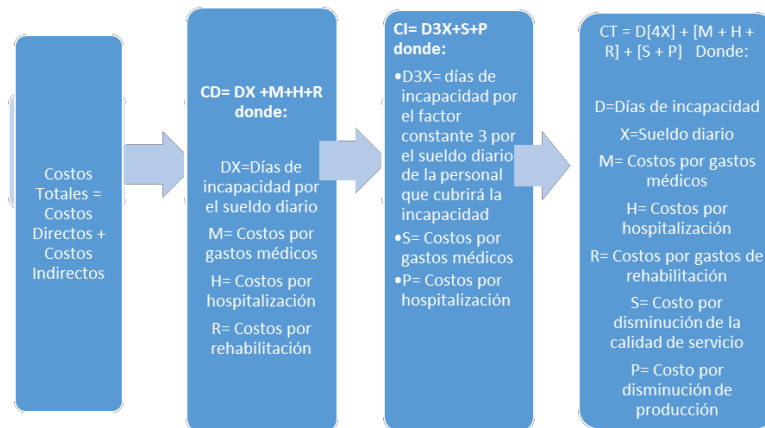 Costos
Totales =
Costos
Directos +
Costos
Indirectos
CD= DX +M+H+R
donde:
DX=Días de
incapacidad por
el sueldo diario
M= Costos por
gastos médicos
H= Costos por
hospitalización
R= Costos por
rehabilitación
CI= D3X+S+P
donde:
•D3X= días de
incapacidad por
el factor
constante 3 por
el sueldo diario
de la personal
que cubrirá la
incapacidad
•S= Costos por
gastos médicos
•P= Costos por
hospitalización
CT = D[4X] + [M + H +
R] + [S + P] Donde:
D=Días de incapacidad
X=Sueldo diario
M= Costos por gastos
médicos
H= Costos por
hospitalización
R= Costos por gastos de
rehabilitación
S= Costo por
disminución de la
calidad de servicio
P= Costo por
disminución de
producción